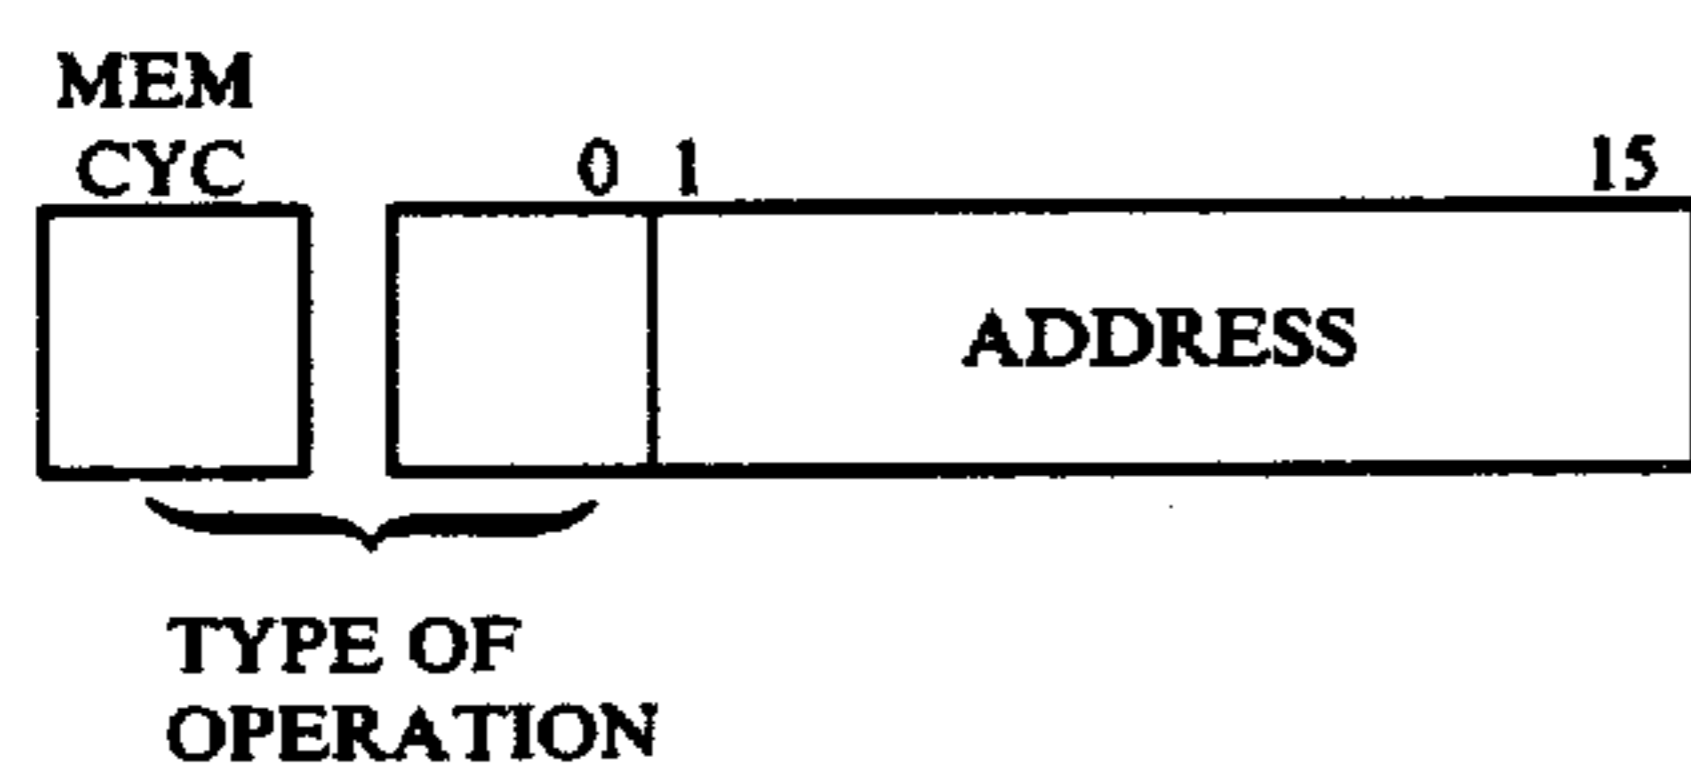 MEM
CYC
0 1 15
ADDRESS
TYPE OF
OPERATION